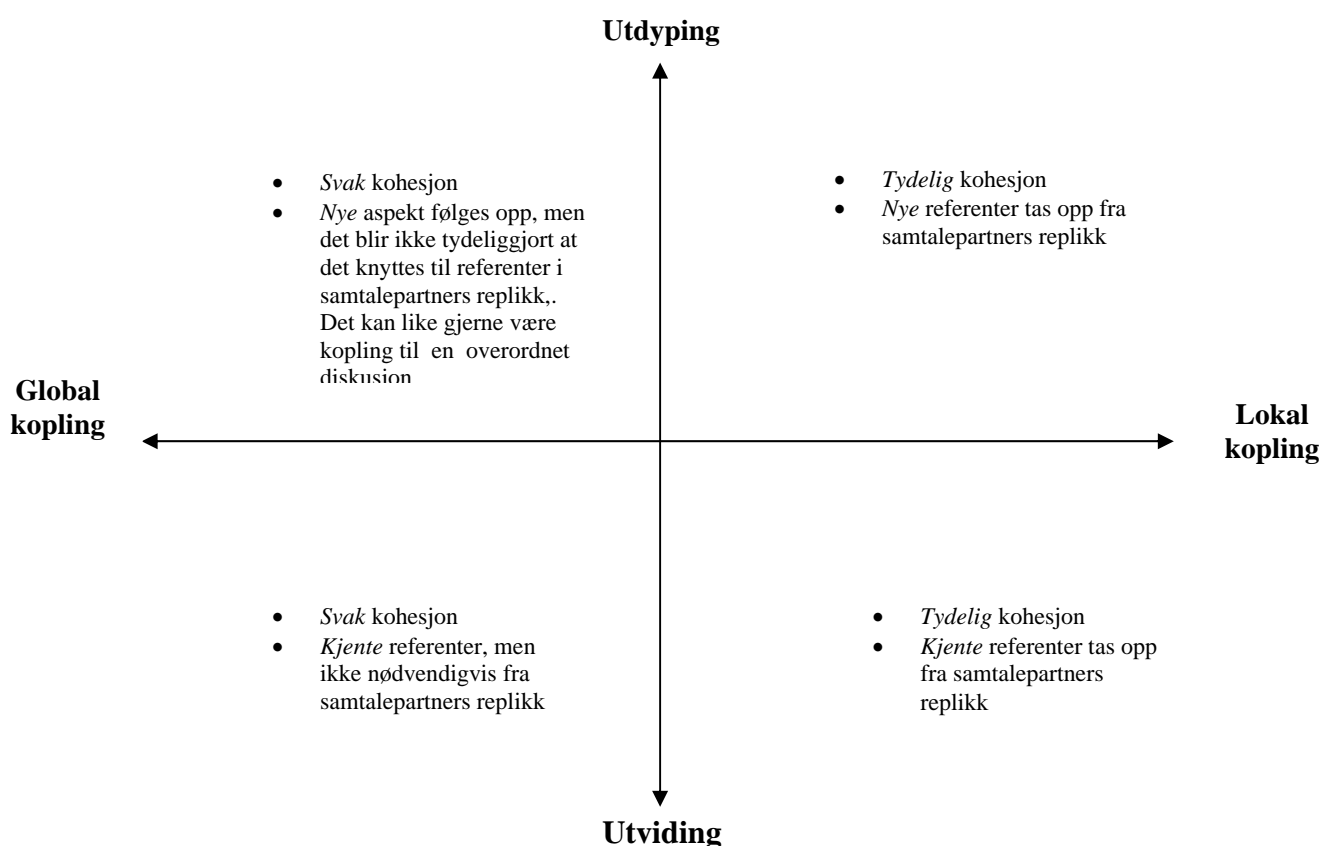 Utdyping
• Svak kohesjon
• Nye aspekt følges opp, men
det blir ikke tydeliggjort at
det knyttes til referenter i
samtalepartners replikk,.
Det kan like gjerne være
kopling til en overordnet
diskusjon
• Tydelig kohesjon
• Nye referenter tas opp fra
samtalepartners replikk
Global
kopling
Lokal
kopling
• Svak kohesjon
• Kjente referenter, men
ikke nødvendigvis fra
samtalepartners replikk
• Tydelig kohesjon
• Kjente referenter tas opp
fra samtalepartners
replikk
Utviding